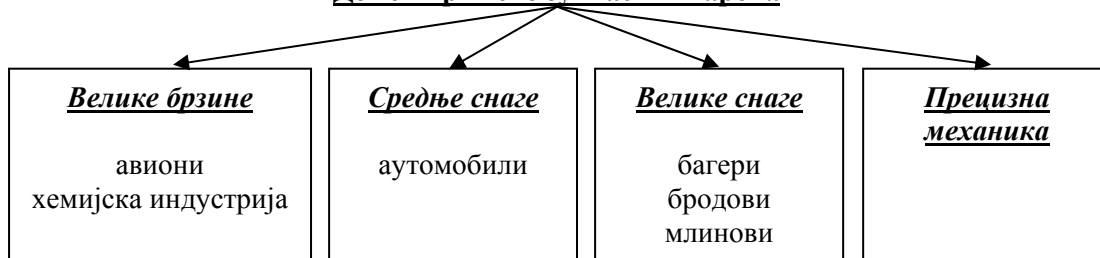 Велике брзине
авиони
хемијска индустрија
Средње снаге
аутомобили
Велике снаге
багери
бродови
млинови
Прецизна
механика